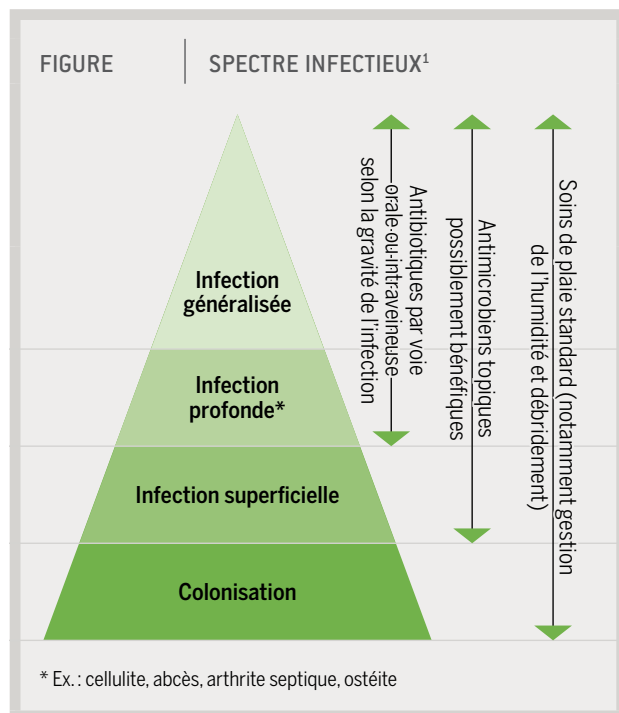 FIGURE
SPECTRE INFECTIEUX¹
Infection
généralisée
Infection
profonde*
Infection superficielle
Colonisation
Antibiotiques par voie
orale ou intraveineuse
selon la gravité de l'infection
Antimicrobiens topiques
possiblement bénéfiques
Soins de plaie standard (notamment gestion
de l'humidité et débridement)
* Ex. : cellulite, abcès, arthrite septique, ostéite